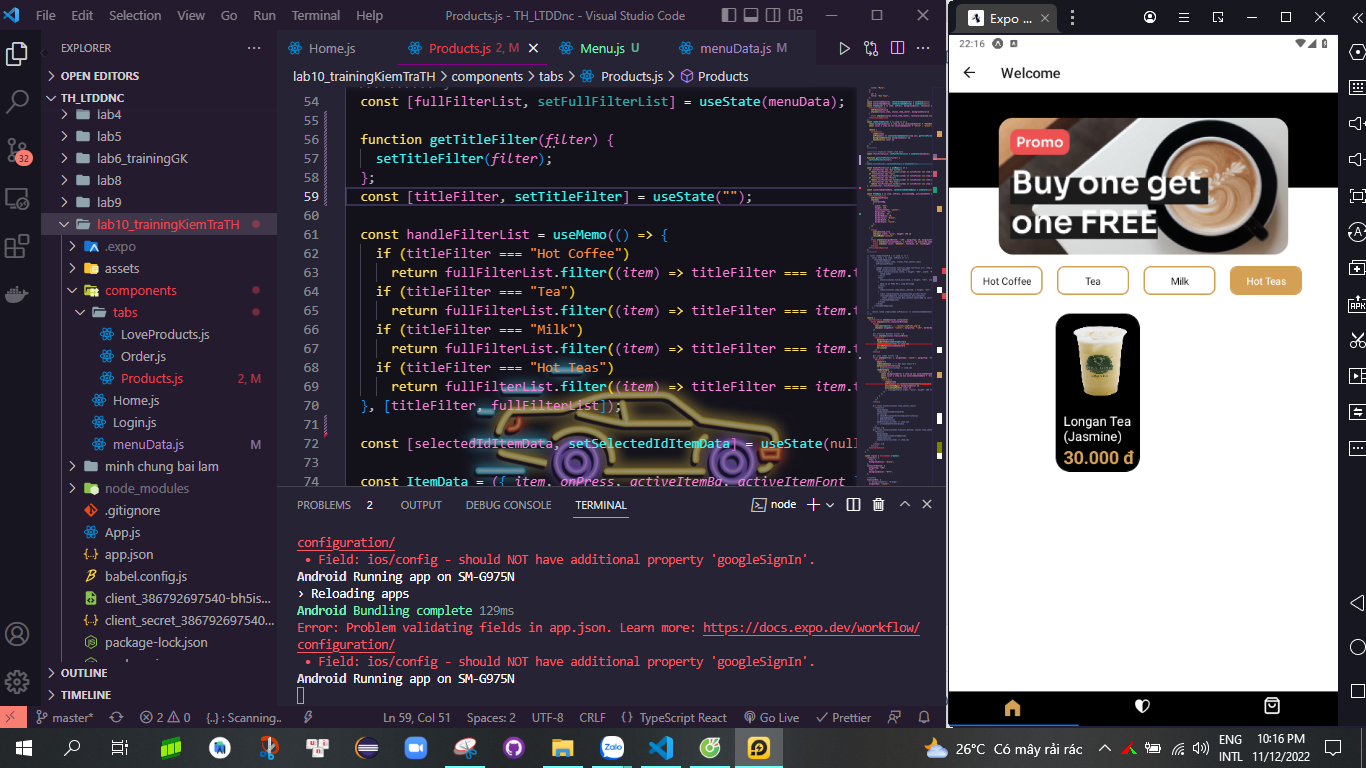 File Edit Selection View Go Run Terminal Help
Products.js - TH_LTDDnc - Visual Studio Code
EXPLORER
OPEN EDITORS
TH_LTDDNC
lab4
lab5
lab6_trainingGK
lab8
lab9
lab10_trainingKiemTraTH
.expo
assets
components
tabs
LoveProducts.js
Order.js
Products.js 2, M
Home.js
Login.js
menuData.js M
minh chung bai lam
node_modules
.gitignore
App.js
app.json
babel.config.js
client_386792697540-bh5is...
client_secret_386792697540...
package-lock.json
OUTLINE
TIMELINE
Home.js
Products.js 2, M
Menu.js U
menuData.js M
lab10_trainingKiemTraTH > components > tabs > Products.js > Products
54 const [fullFilterList, setFullFilterList] = useState(menuData);
55
56 function getTitleFilter(filter) {
57 setTitleFilter(filter);
58 };
59 const [titleFilter, setTitleFilter] = useState("");
60
61 const handleFilterList = useMemo(() => {
62 if (titleFilter === "Hot Coffee")
63 return fullFilterList.filter((item) => titleFilter === item.t
64 if (titleFilter === "Tea")
65 return fullFilterList.filter((item) => titleFilter === item.t
66 if (titleFilter === "Milk")
67 return fullFilterList.filter((item) => titleFilter === item.t
68 if (titleFilter === "Hot Teas")
69 return fullFilterList.filter((item) => titleFilter === item.t
70 }, [titleFilter, fullFilterList]);
71
72 const [selectedIdItemData, setSelectedIdItemData] = useState(null
73
74 const ItemData = ({ item, onPress, activeItemBg, activeItemFont }
PROBLEMS 2 OUTPUT DEBUG CONSOLE TERMINAL
node
configuration/
• Field: ios/config - should NOT have additional property 'googleSignIn'.
Android Running app on SM-G975N
› Reloading apps
Android Bundling complete 129ms
Error: Problem validating fields in app.json. Learn more: https://docs.expo.dev/workflow/
configuration/
• Field: ios/config - should NOT have additional property 'googleSignIn'.
Android Running app on SM-G975N
32
master*
2 0
{..} : Scanning..
Ln 59, Col 51
Spaces: 2
UTF-8
CRLF
{} TypeScript React
Go Live
Prettier
Expo
22:16
Welcome
Promo
Buy one get
one FREE
Hot Coffee
Tea
Milk
Hot Teas
Longan Tea
(Jasmine)
30.000 đ
26°C Có mây rải rác
ENG
INTL
10:16 PM
11/12/2022
Zalo